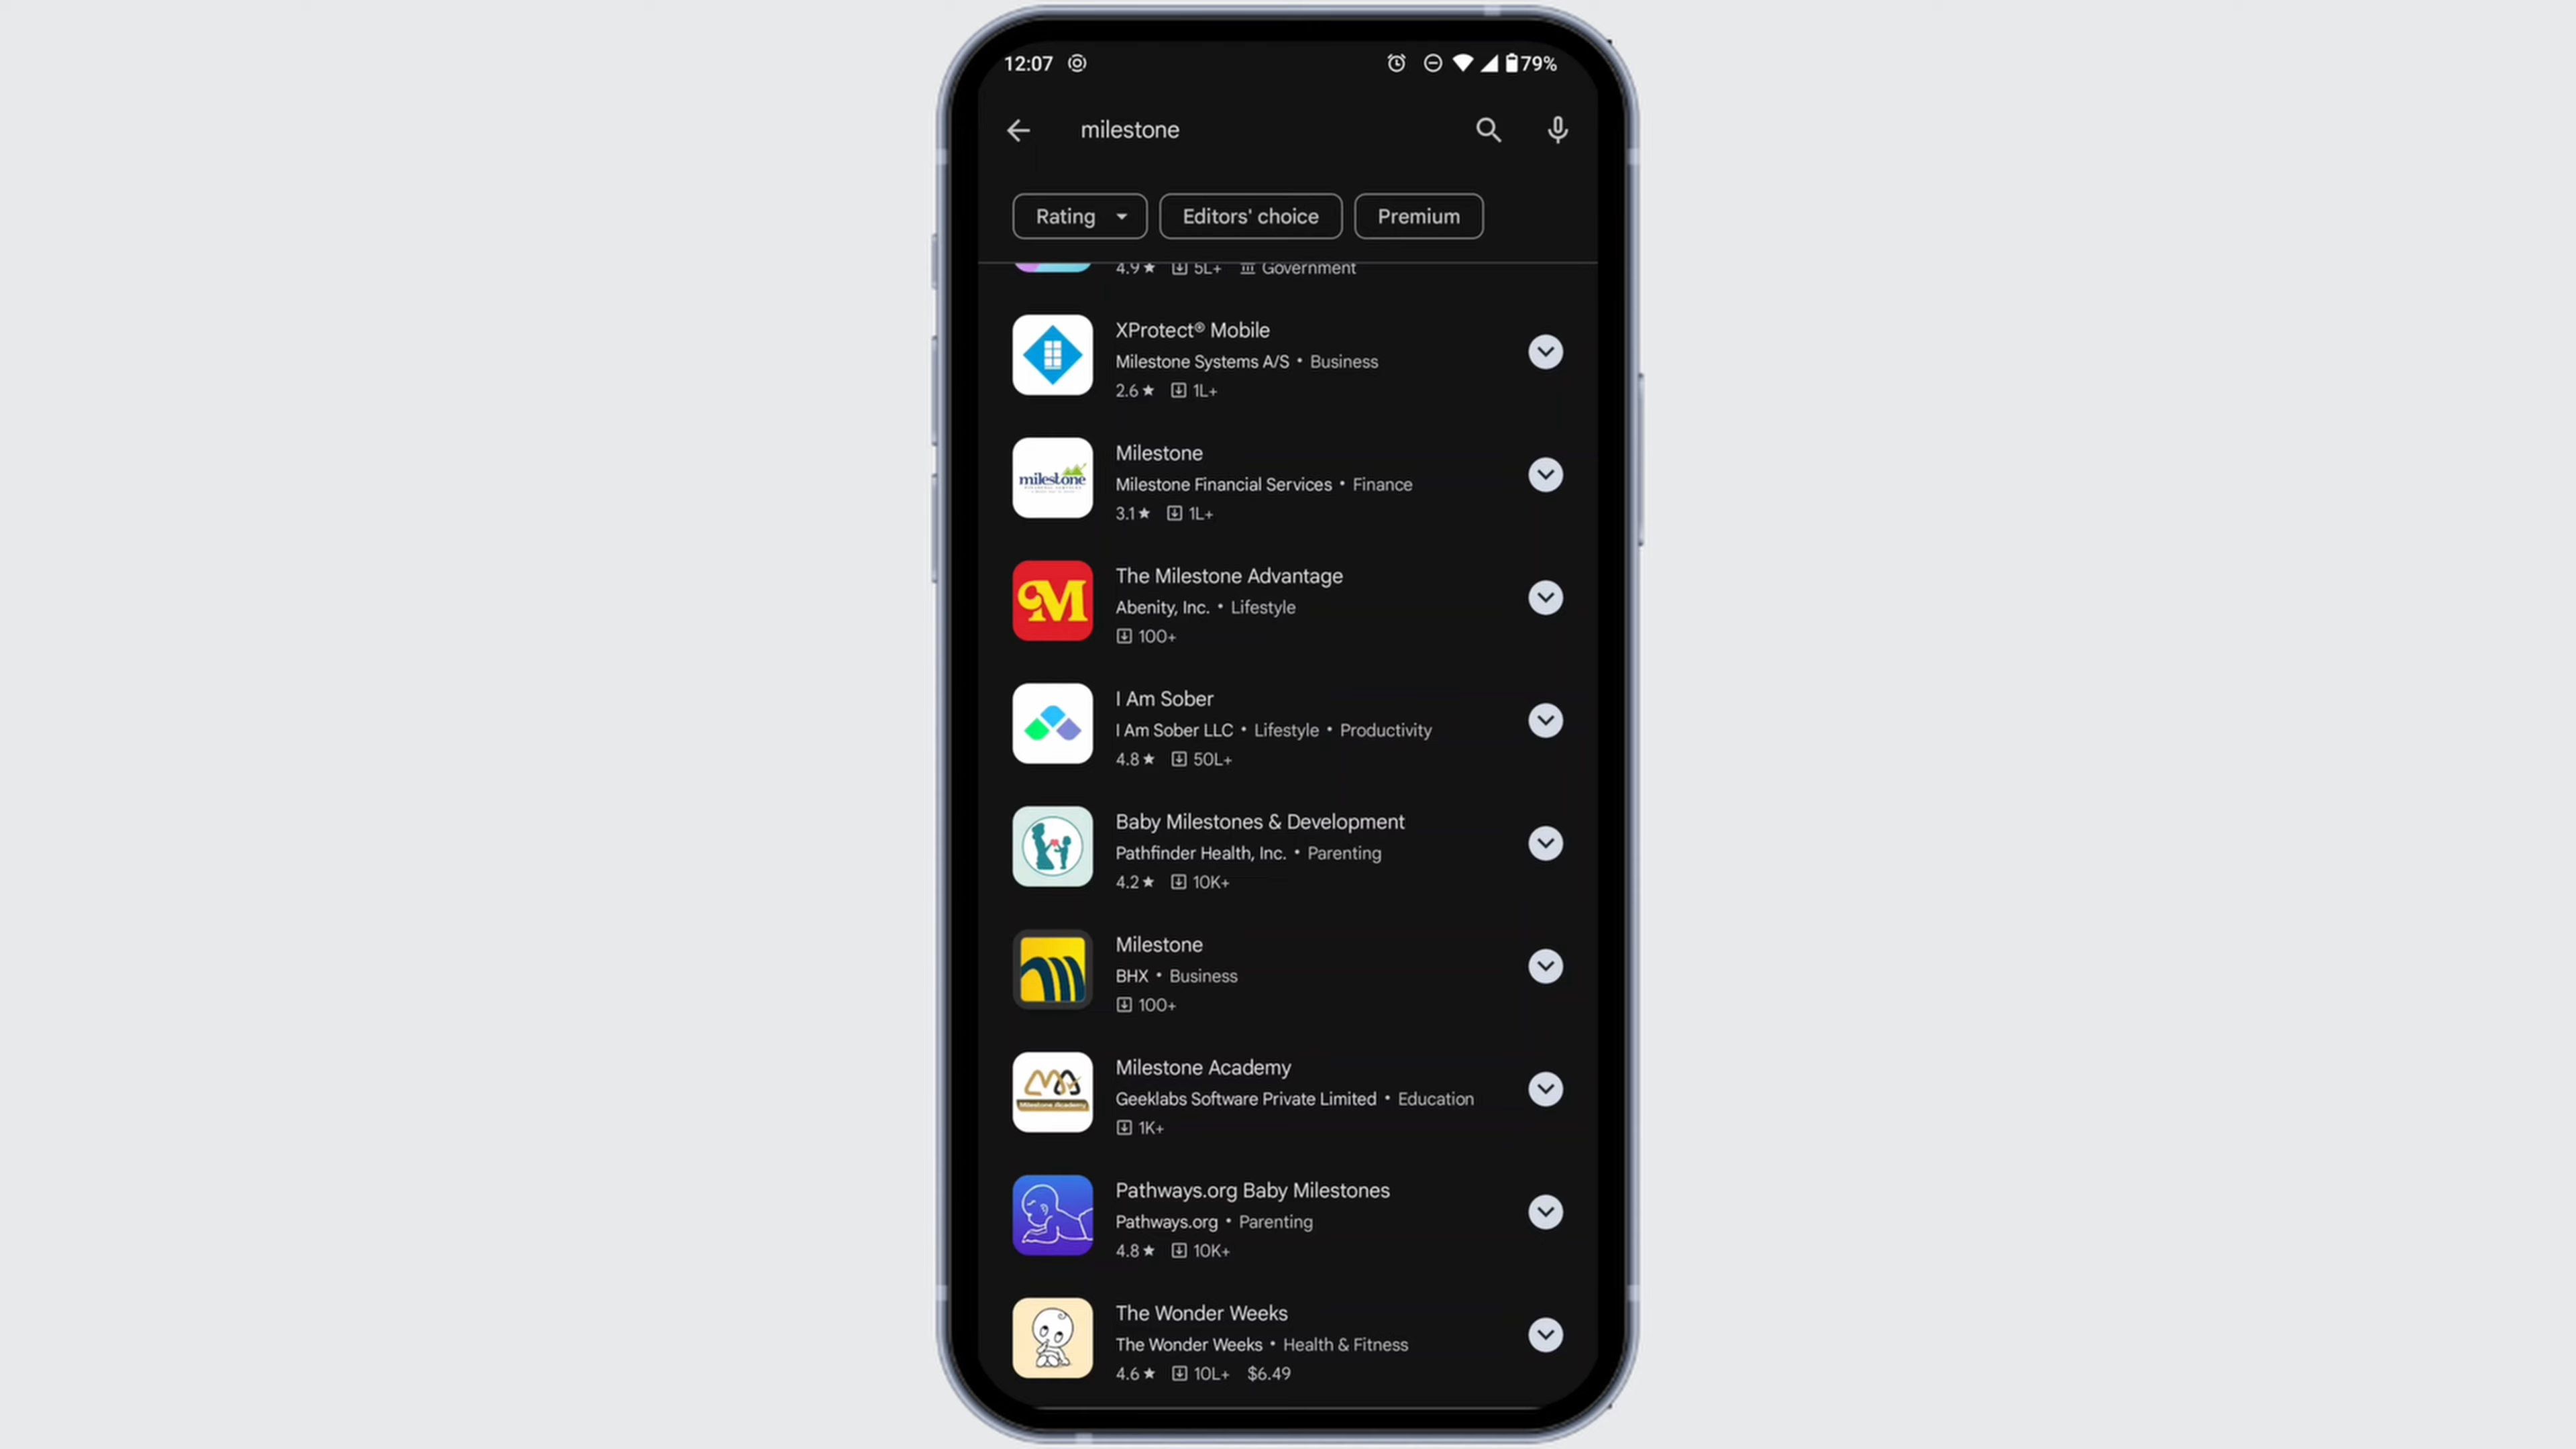 12:07
79%
milestone
Rating
Editors' choice
Premium
4.9★ 5L+ Government
XProtect® Mobile
Milestone Systems A/S • Business
2.6★ 1L+
milestone
Milestone
Milestone Financial Services • Finance
3.1★ 1L+
M
The Milestone Advantage
Abenity, Inc. • Lifestyle
100+
I Am Sober
I Am Sober LLC • Lifestyle • Productivity
4.8★ 50L+
Baby Milestones & Development
Pathfinder Health, Inc. • Parenting
4.2★ 10K+
Milestone
BHX • Business
100+
Milestone Academy
Milestone Academy
Geeklabs Software Private Limited • Education
1K+
Pathways.org Baby Milestones
Pathways.org • Parenting
4.8★ 10K+
The Wonder Weeks
The Wonder Weeks • Health & Fitness
4.6★ 10L+ $6.49